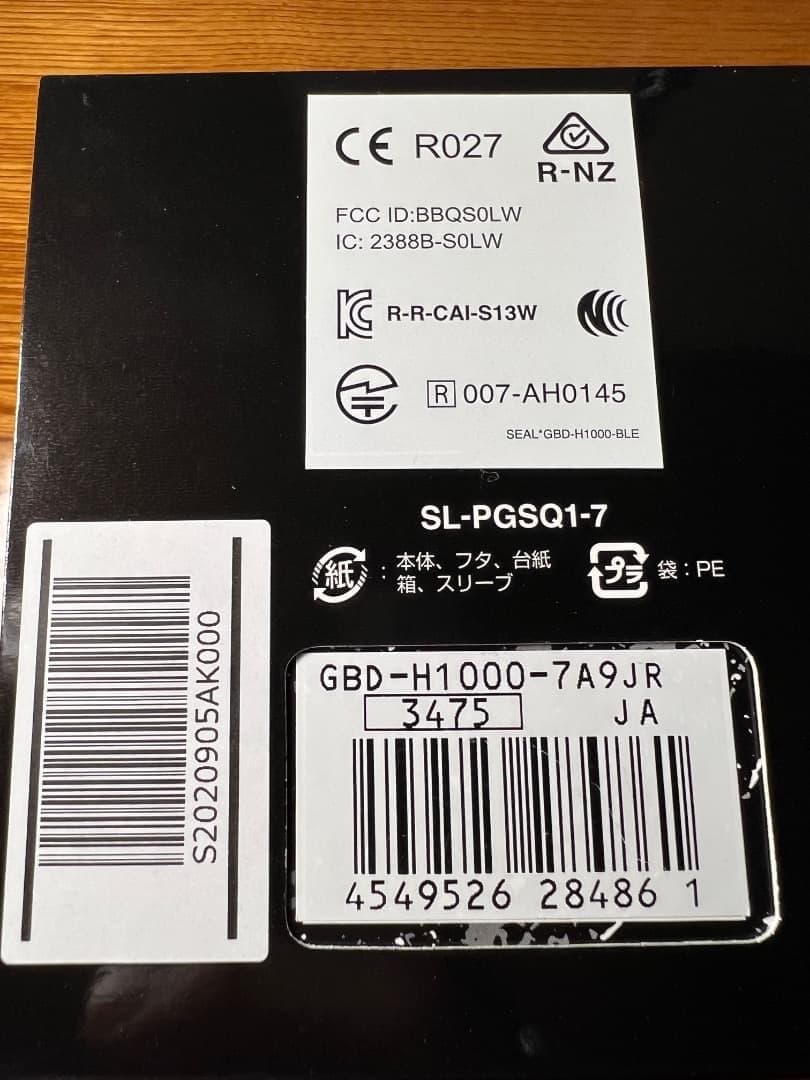 CE R027
R-NZ
FCC ID:BBQS0LW
IC: 2388B-S0LW
R-R-CAI-S13W
R 007-AH0145
SEAL*GBD-H1000-BLE
SL-PGSQ1-7
紙 : 本体、フタ、台紙
箱、スリーブ
プラ 袋 : PE
S2020905AK000
GBD-H1000-7A9JR
3475 JA
4549526 28486 1